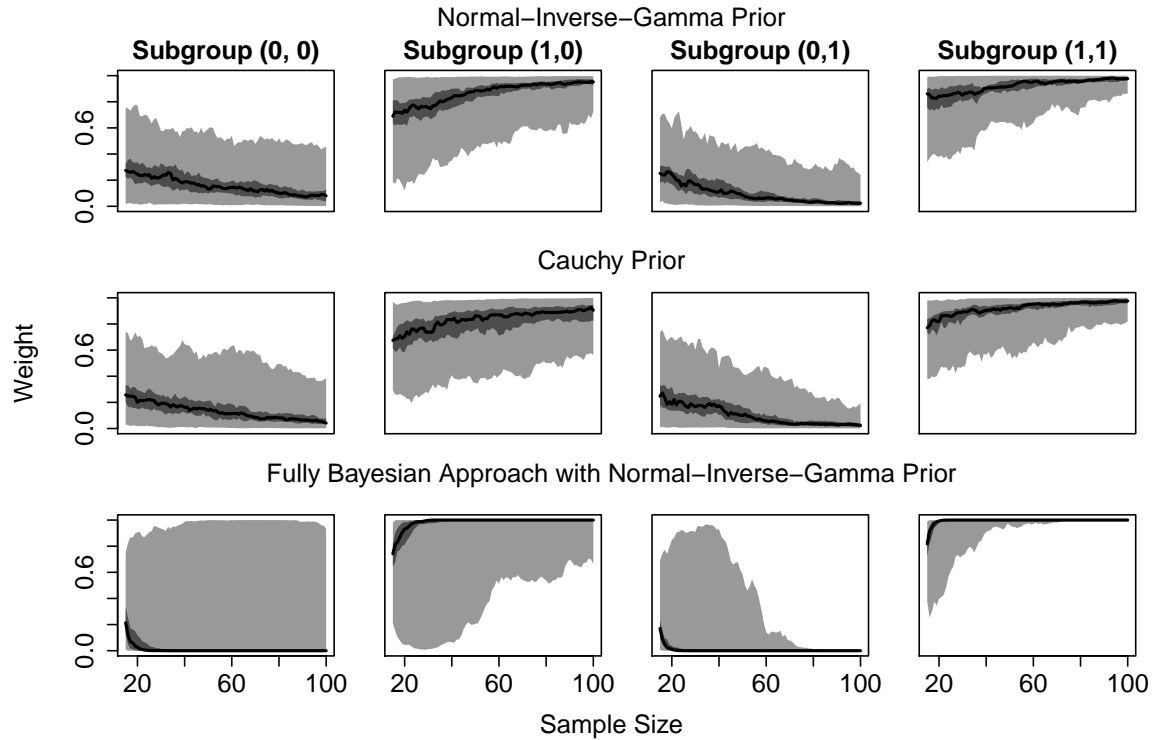 Normal−Inverse−Gamma Prior
Subgroup (0, 0) Subgroup (1,0) Subgroup (0,1) Subgroup (1,1)
0.6
0.0
Cauchy Prior
0.6
0.0
Weight
Fully Bayesian Approach with Normal−Inverse−Gamma Prior
0.6
0.0
20 60 100 20 60 100 20 60 100 20 60 100
Sample Size